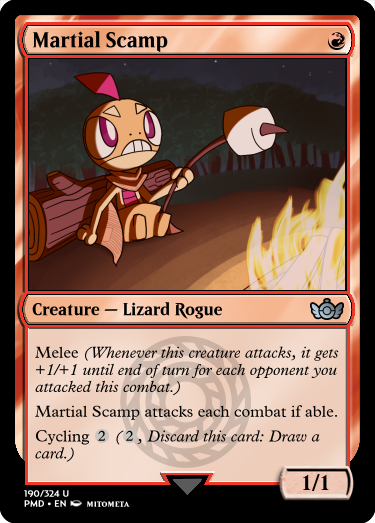 Martial Scamp
Creature — Lizard Rogue
Melee (Whenever this creature attacks, it gets
+1/+1 until end of turn for each opponent you
attacked this combat.)
Martial Scamp attacks each combat if able.
Cycling 2 (2, Discard this card: Draw a
card.)
1/1
190/324 U
PMD • EN MITOMETA